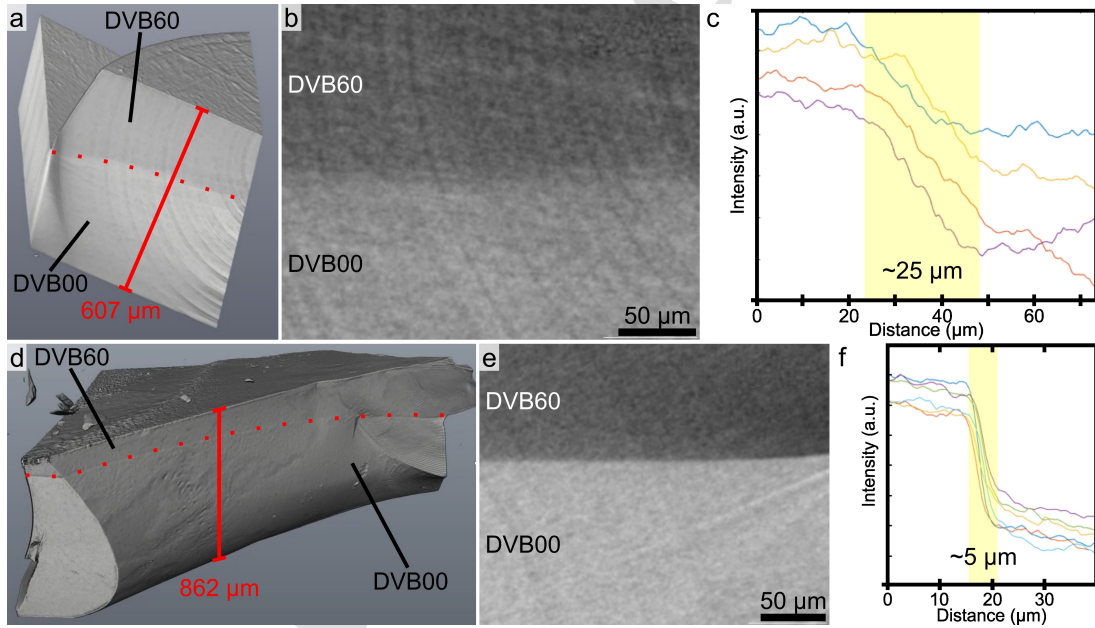 a
DVB60
DVB00
607 µm
b
DVB60
DVB00
50 µm
c
Intensity (a.u.)
~25 µm
0 20 40 60
Distance (µm)
d
DVB60
862 µm
DVB00
e
DVB60
DVB00
50 µm
f
Intensity (a.u.)
~5 µm
0 10 20 30
Distance (µm)